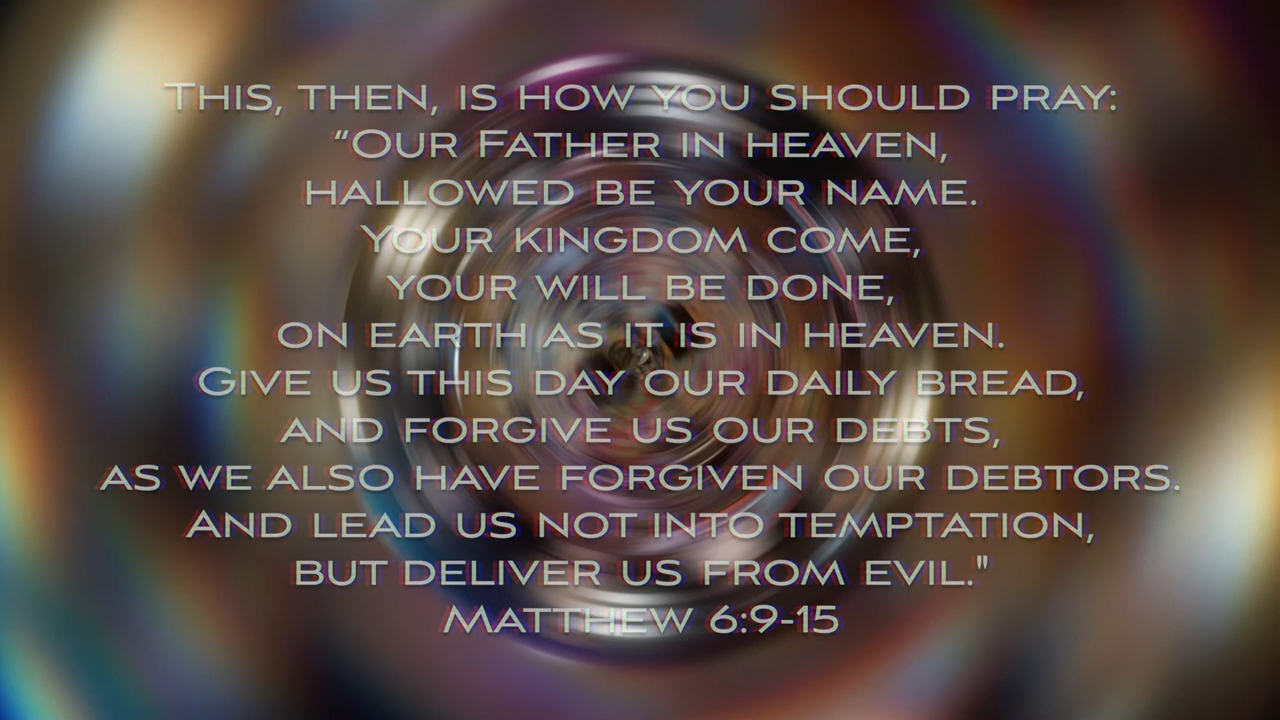 This, then, is how you should pray:
“Our Father in heaven,
hallowed be your name.
Your kingdom come,
your will be done,
on earth as it is in heaven.
Give us this day our daily bread,
and forgive us our debts,
as we also have forgiven our debtors.
And lead us not into temptation,
but deliver us from evil."
Matthew 6:9-15